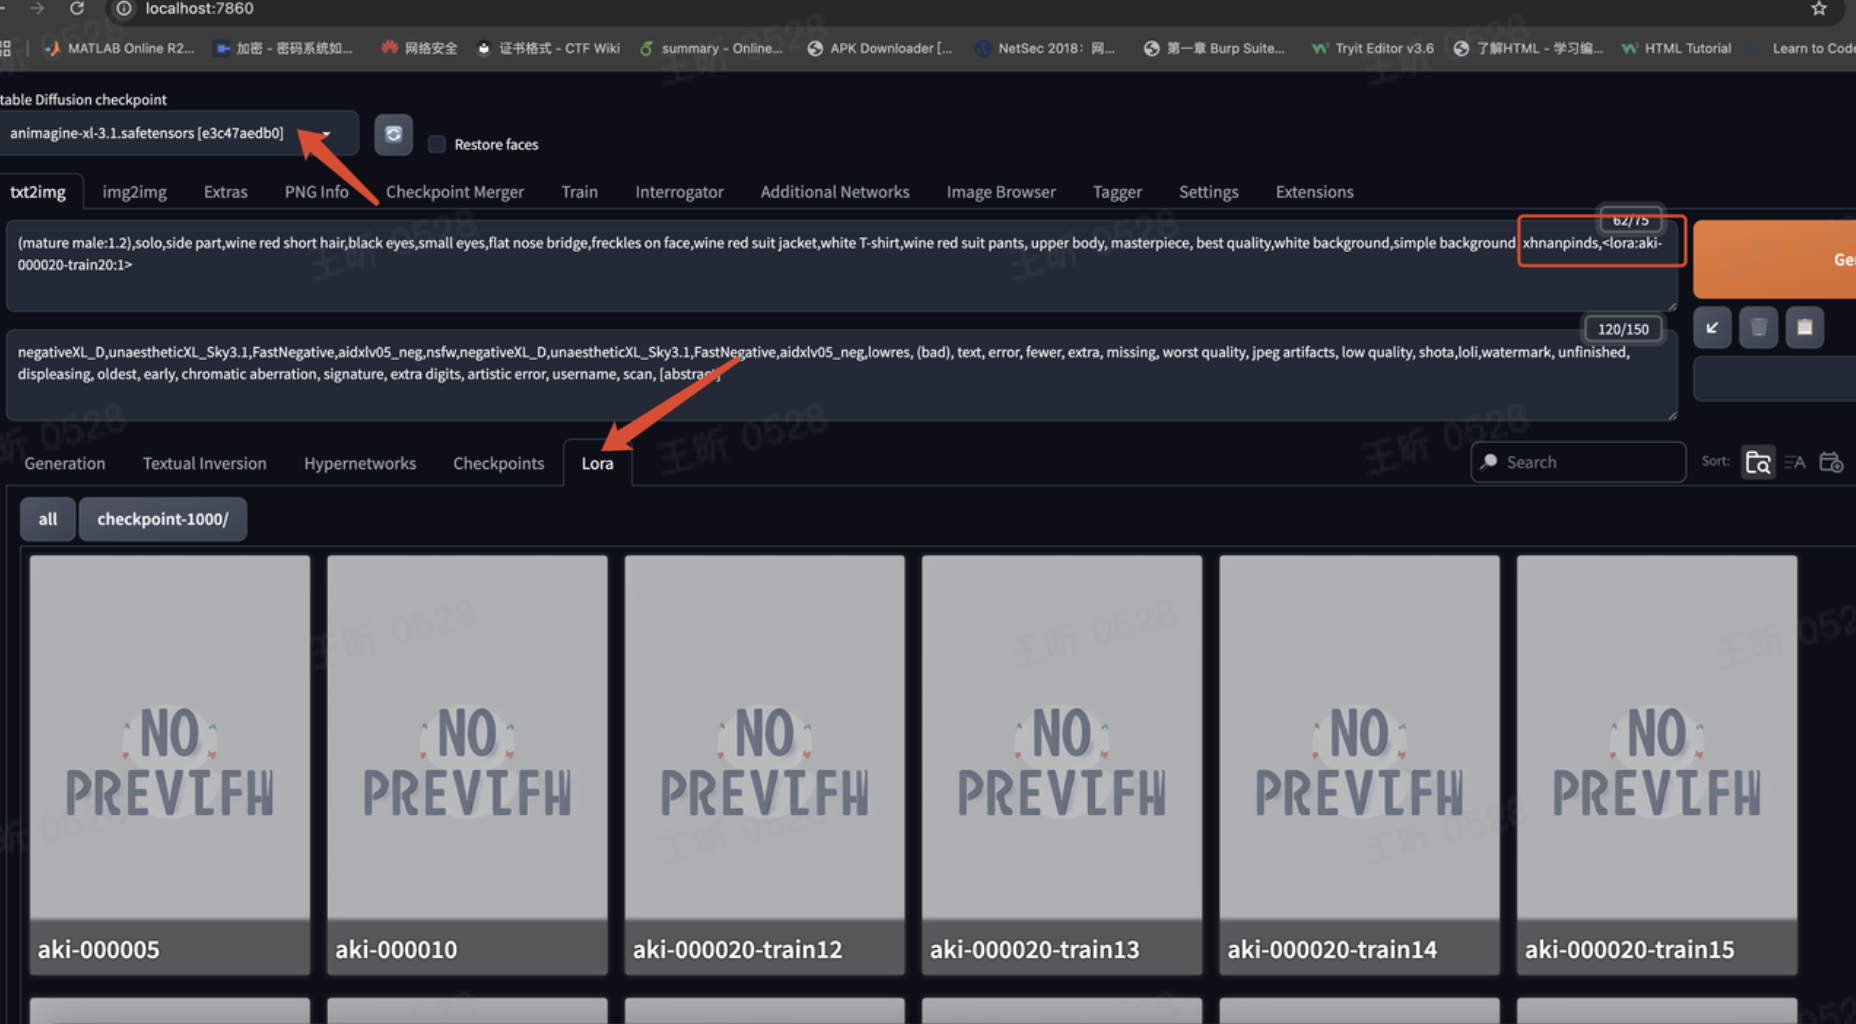 localhost:7860
MATLAB Online R2... 加密 - 密码系统如... 网络安全 证书格式 - CTF Wiki summary - Online... APK Downloader [... NetSec 2018：网... 第一章 Burp Suite... Tryit Editor v3.6 了解HTML - 学习编... HTML Tutorial Learn to Code
table Diffusion checkpoint
animagine-xl-3.1.safetensors [e3c47aedb0]
Restore faces
txt2img img2img Extras PNG Info Checkpoint Merger Train Interrogator Additional Networks Image Browser Tagger Settings Extensions
62/75
(mature male:1.2),solo,side part,wine red short hair,black eyes,small eyes,flat nose bridge,freckles on face,wine red suit jacket,white T-shirt,wine red suit pants, upper body, masterpiece, best quality,white background,simple background xhnanpinds,<lora:aki-
000020-train20:1>
Ge
120/150
negativeXL_D,unaestheticXL_Sky3.1,FastNegative,aidxlv05_neg,nsfw,negativeXL_D,unaestheticXL_Sky3.1,FastNegative,aidxlv05_neg,lowres, (bad), text, error, fewer, extra, missing, worst quality, jpeg artifacts, low quality, shota,loli,watermark, unfinished,
displeasing, oldest, early, chromatic aberration, signature, extra digits, artistic error, username, scan, [abstract]
Generation Textual Inversion Hypernetworks Checkpoints Lora
Search Sort:
all checkpoint-1000/
NO NO NO NO NO NO
PREVIEW PREVIEW PREVIEW PREVIEW PREVIEW PREVIEW
aki-000005 aki-000010 aki-000020-train12 aki-000020-train13 aki-000020-train14 aki-000020-train15
王昕 0528